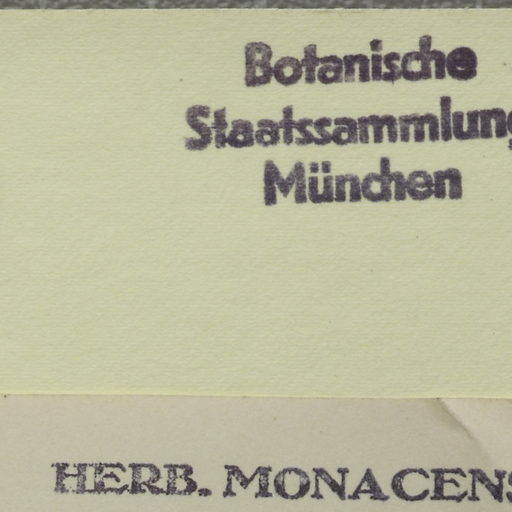 Botanische
Staatssammlung
München
HERB. MONACENS